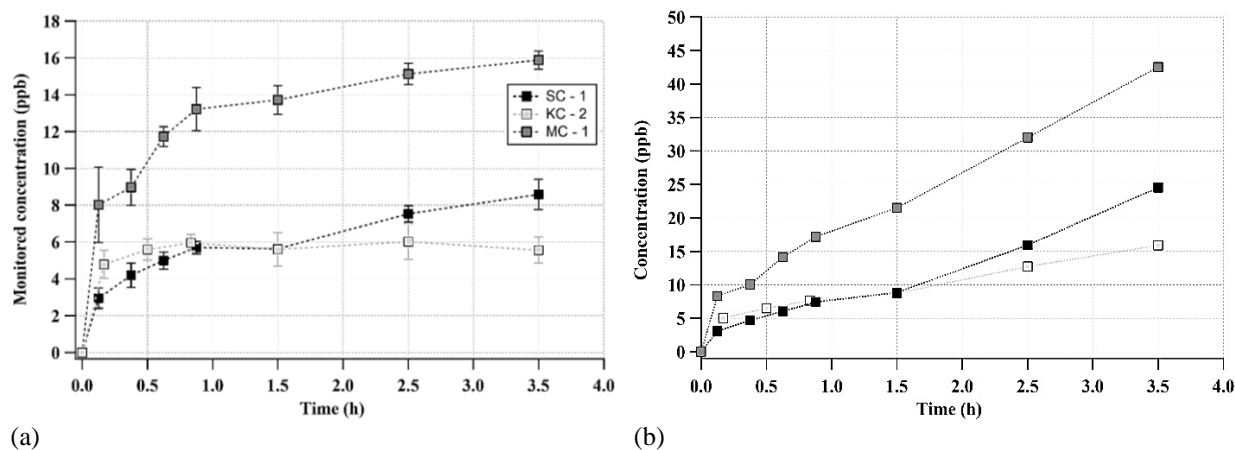 18
16
14
12
10
8
6
4
2
0
Monitored concentration (ppb)
SC - 1
KC - 2
MC - 1
0.0 0.5 1.0 1.5 2.0 2.5 3.0 3.5 4.0
Time (h)
(a)
50
45
40
35
30
25
20
15
10
5
0
Concentration (ppb)
0.0 0.5 1.0 1.5 2.0 2.5 3.0 3.5 4.0
Time (h)
(b)